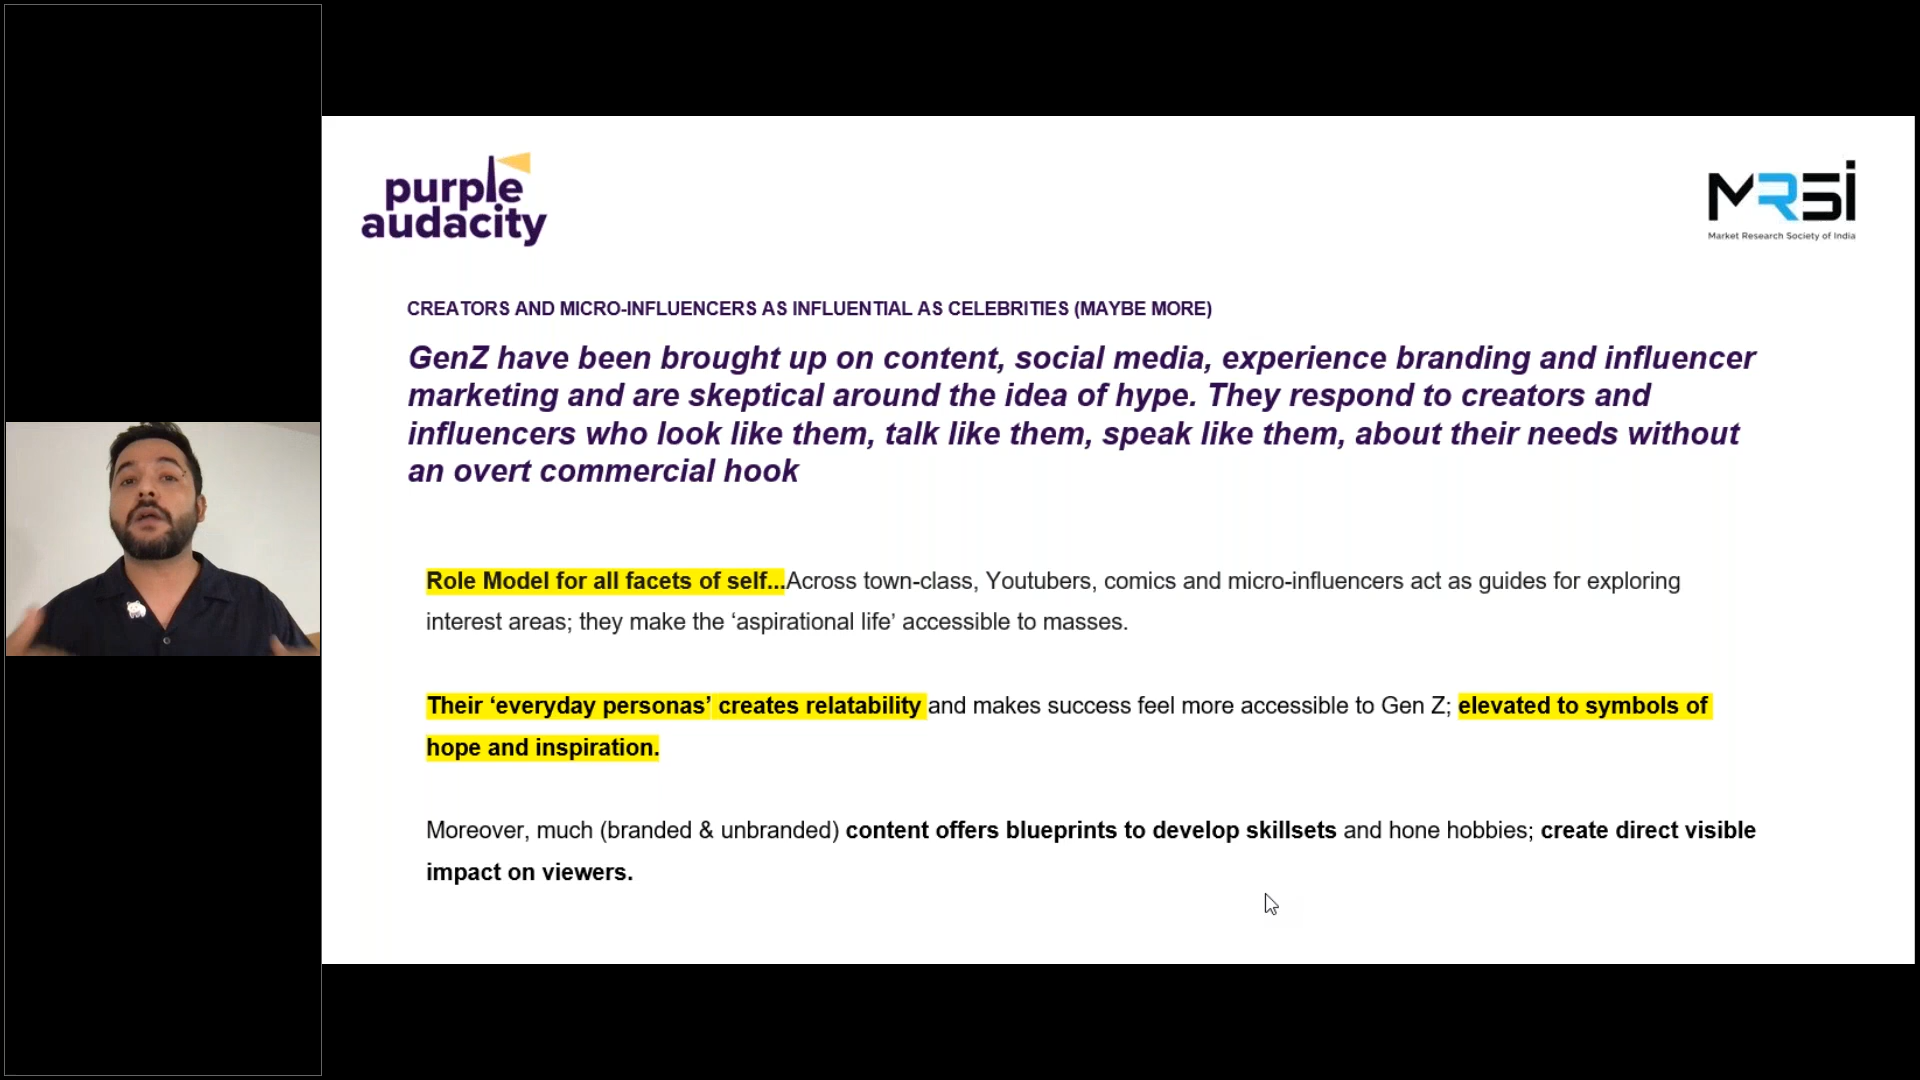 purple
audacity
MRSI
Market Research Society of India
CREATORS AND MICRO-INFLUENCERS AS INFLUENTIAL AS CELEBRITIES (MAYBE MORE)
GenZ have been brought up on content, social media, experience branding and influencer
marketing and are skeptical around the idea of hype. They respond to creators and
influencers who look like them, talk like them, speak like them, about their needs without
an overt commercial hook
Role Model for all facets of self...Across town-class, Youtubers, comics and micro-influencers act as guides for exploring
interest areas; they make the ‘aspirational life’ accessible to masses.
Their ‘everyday personas’ creates relatability and makes success feel more accessible to Gen Z; elevated to symbols of
hope and inspiration.
Moreover, much (branded & unbranded) content offers blueprints to develop skillsets and hone hobbies; create direct visible
impact on viewers.